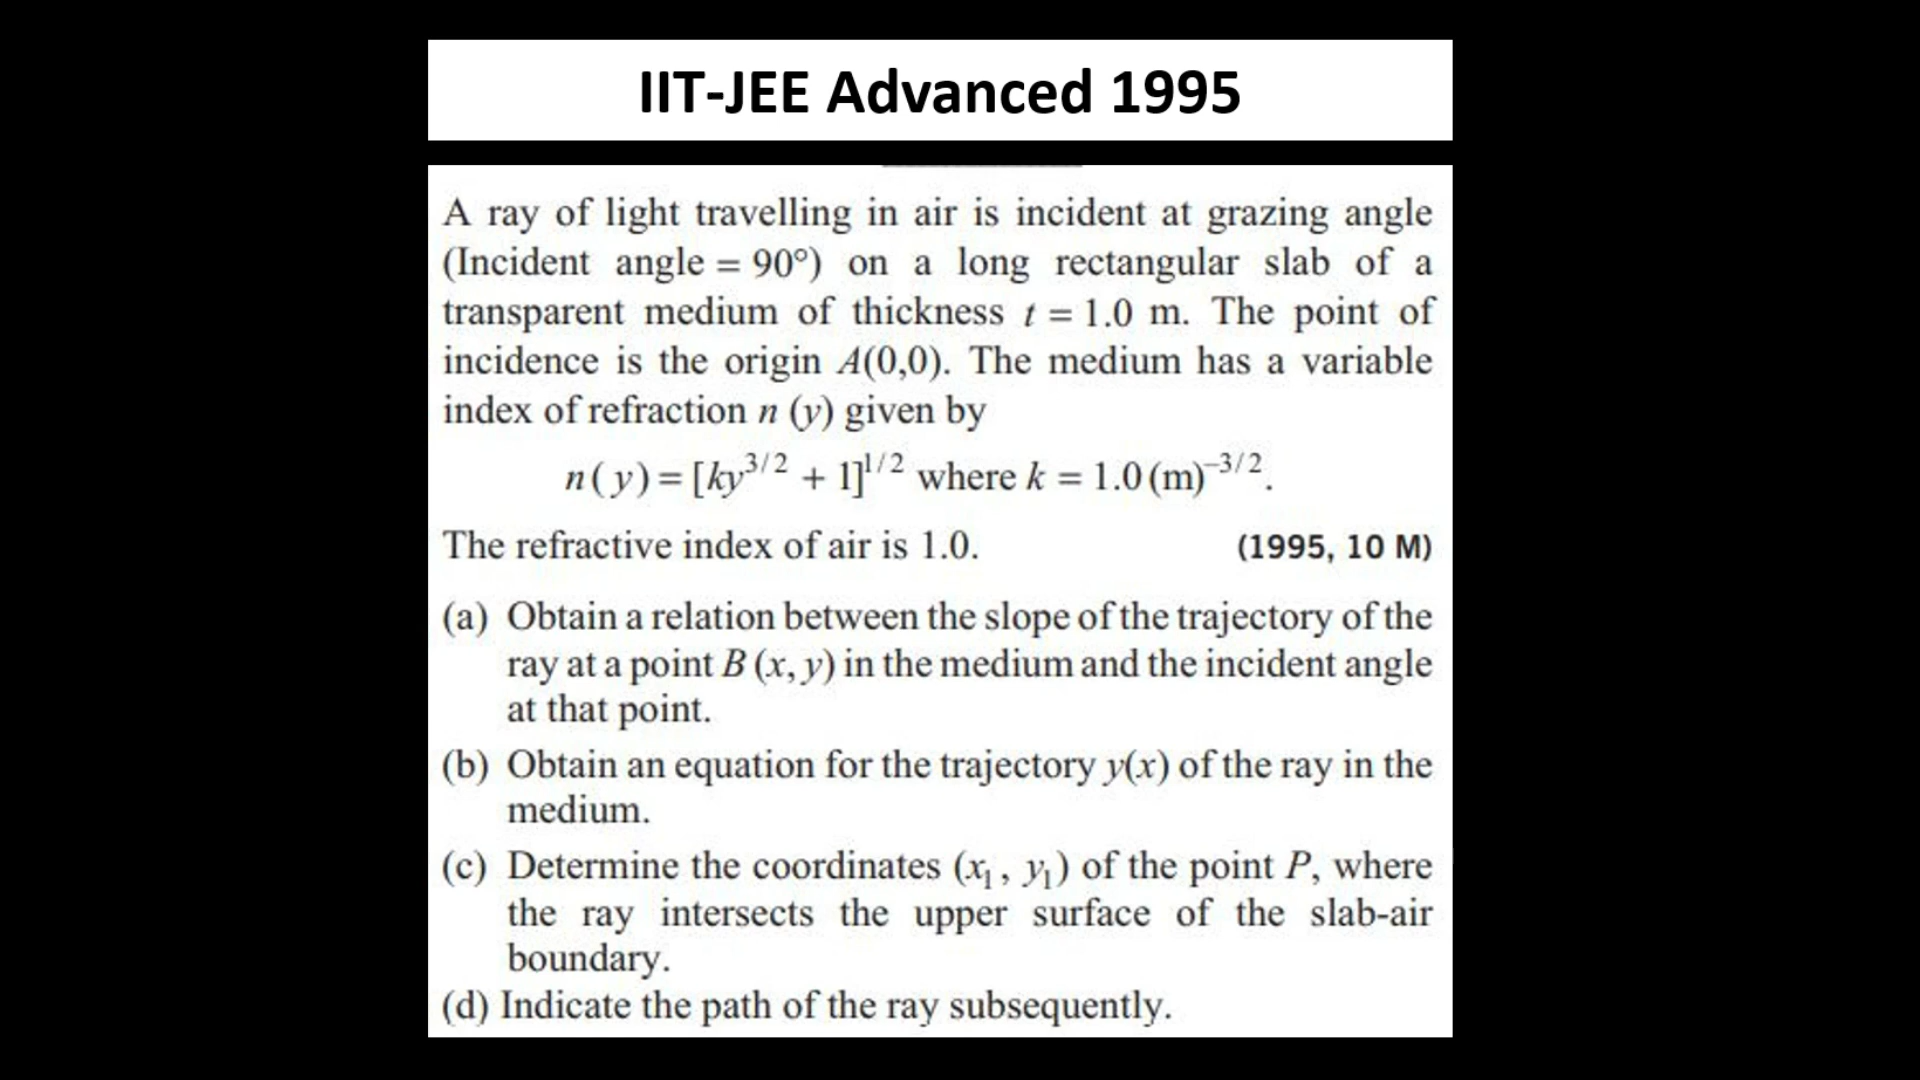 IIT-JEE Advanced 1995
A ray of light travelling in air is incident at grazing angle
(Incident angle = 90°) on a long rectangular slab of a
transparent medium of thickness t = 1.0 m. The point of
incidence is the origin A(0,0). The medium has a variable
index of refraction n (y) given by
n( y) = [ky^{3/2} + 1]^{1/2} where k = 1.0 (m)^{−3/2}.
The refractive index of air is 1.0. (1995, 10 M)
(a) Obtain a relation between the slope of the trajectory of the
ray at a point B (x, y) in the medium and the incident angle
at that point.
(b) Obtain an equation for the trajectory y(x) of the ray in the
medium.
(c) Determine the coordinates (x₁ , y₁) of the point P, where
the ray intersects the upper surface of the slab-air
boundary.
(d) Indicate the path of the ray subsequently.